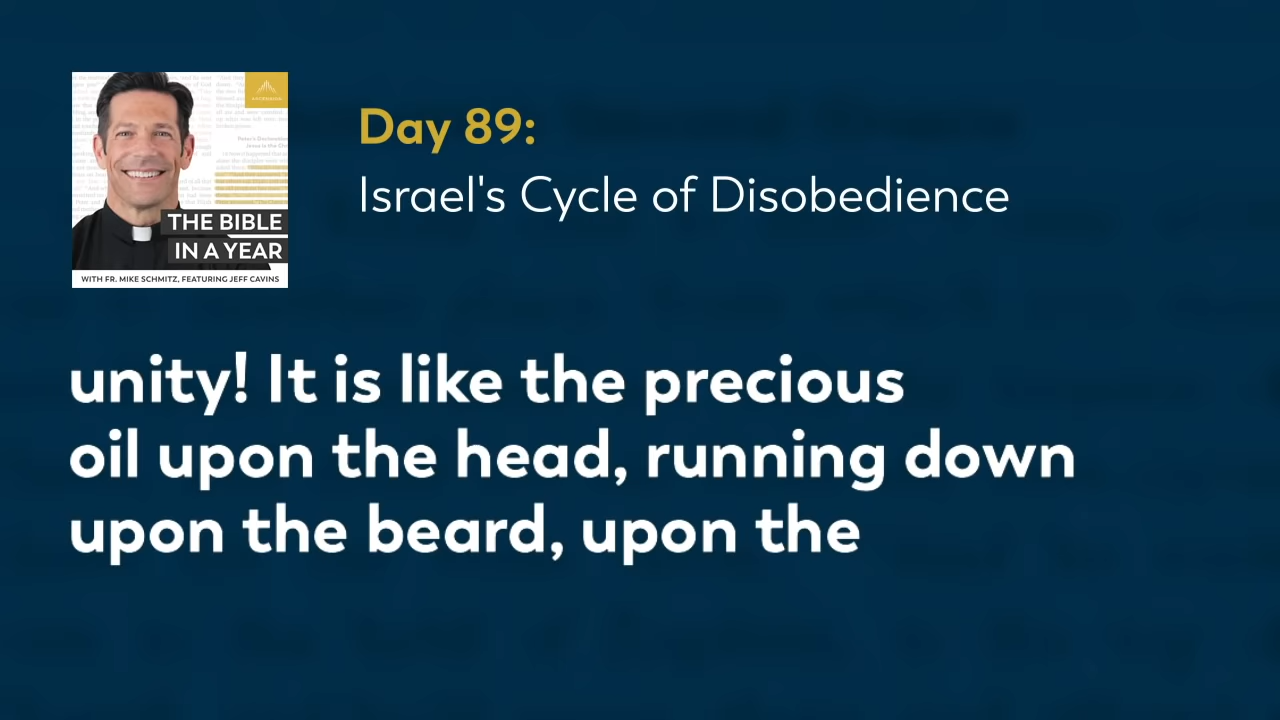 Day 89:
Israel's Cycle of Disobedience
THE BIBLE
IN A YEAR
WITH FR. MIKE SCHMITZ, FEATURING JEFF CAVINS
unity! It is like the precious
oil upon the head, running down
upon the beard, upon the